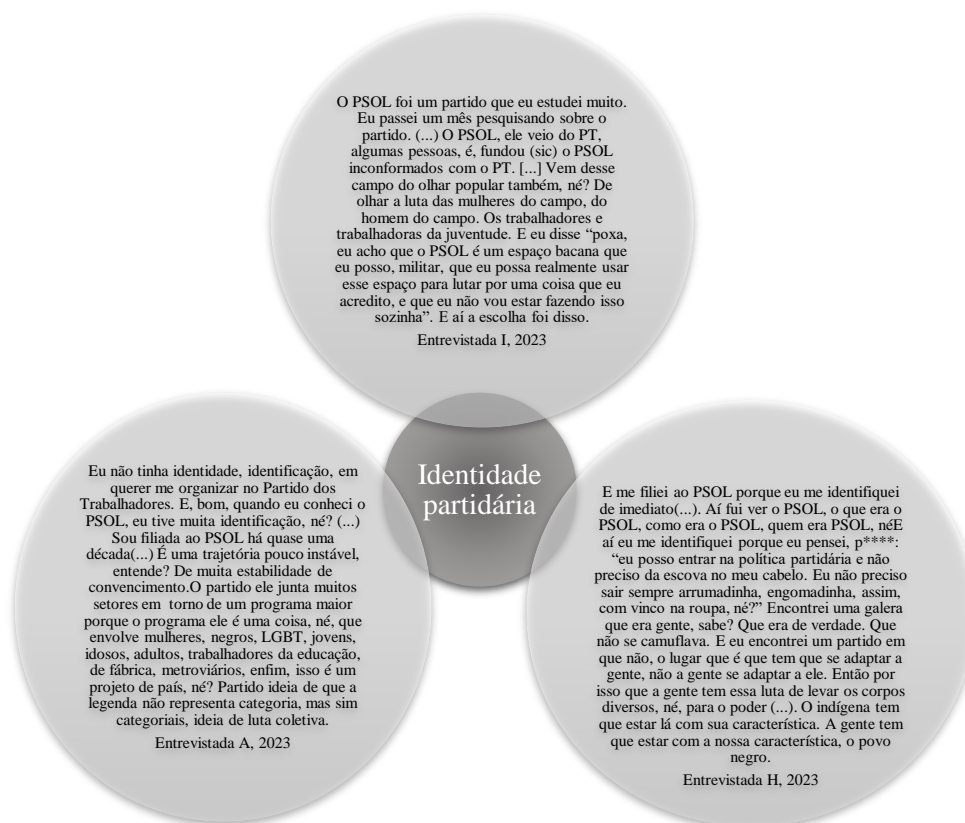 O PSOL foi um partido que eu estudei muito.
Eu passei um mês pesquisando sobre o
partido. (...) O PSOL, ele veio do PT,
algumas pessoas, é, fundou (sic) o PSOL
inconformados com o PT. [...] Vem desse
campo do olhar popular também, né? De
olhar a luta das mulheres do campo, do
homem do campo. Os trabalhadores e
trabalhadoras da juventude. E eu disse “poxa,
eu acho que o PSOL é um espaço bacana que
eu posso, militar, que eu possa realmente usar
esse espaço para lutar por uma coisa que eu
acredito, e que eu não vou estar fazendo isso
sozinha”. E aí a escolha foi disso.
Entrevistada I, 2023
Identidade
partidária
Eu não tinha identidade, identificação, em
querer me organizar no Partido dos
Trabalhadores. E, bom, quando eu conheci o
PSOL, eu tive muita identificação, né? (...)
Sou filiada ao PSOL há quase uma
década(...) É uma trajetória pouco instável,
entende? De muita estabilidade de
convencimento.O partido ele junta muitos
setores em torno de um programa maior
porque o programa ele é uma coisa, né, que
envolve mulheres, negros, LGBT, jovens,
idosos, adultos, trabalhadores da educação,
de fábrica, metroviários, enfim, isso é um
projeto de país, né? Partido ideia de que a
legenda não representa categoria, mas sim
categoriais, ideia de luta coletiva.
Entrevistada A, 2023
E me filiei ao PSOL porque eu me identifiquei
de imediato(...). Aí fui ver o PSOL, o que era o
PSOL, como era o PSOL, quem era PSOL, néE
aí eu me identifiquei porque eu pensei, p****:
“eu posso entrar na política partidária e não
preciso da escova no meu cabelo. Eu não preciso
sair sempre arrumadinha, engomadinha, assim,
com vinco na roupa, né?” Encontrei uma galera
que era gente, sabe? Que era de verdade. Que
não se camuflava. E eu encontrei um partido em
que não, o lugar que é que tem que se adaptar a
gente, não a gente se adaptar a ele. Então por
isso que a gente tem essa luta de levar os corpos
diversos, né, para o poder (...). O indígena tem
que estar lá com sua característica. A gente tem
que estar com a nossa característica, o povo
negro.
Entrevistada H, 2023